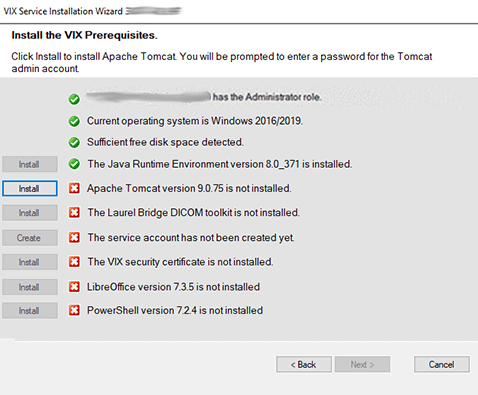 VIX Service Installation Wizard
Install the VIX Prerequisites.
Click Install to install Apache Tomcat. You will be prompted to enter a password for the Tomcat
admin account.
has the Administrator role.
Current operating system is Windows 2016/2019.
Sufficient free disk space detected.
Install The Java Runtime Environment version 8.0_371 is installed.
Install Apache Tomcat version 9.0.75 is not installed.
Install The Laurel Bridge DICOM toolkit is not installed.
Create The service account has not been created yet.
Install The VIX security certificate is not installed.
Install LibreOffice version 7.3.5 is not installed
Install PowerShell version 7.2.4 is not installed
< Back Next > Cancel